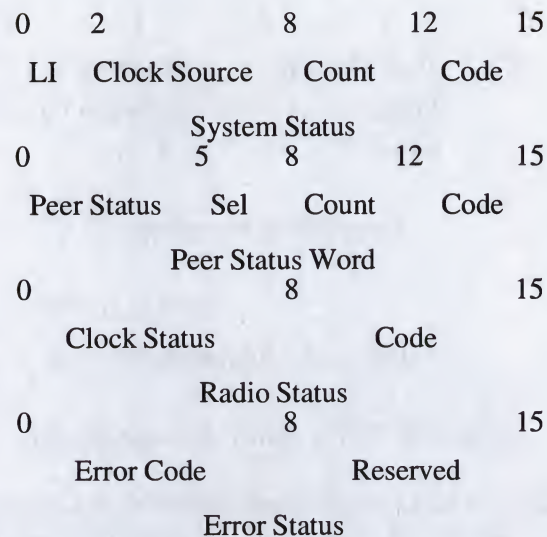 0 2 8 12 15
LI Clock Source Count Code
System Status
0 5 8 12 15
Peer Status Sel Count Code
Peer Status Word
0 8 15
Clock Status Code
Radio Status
0 8 15
Error Code Reserved
Error Status